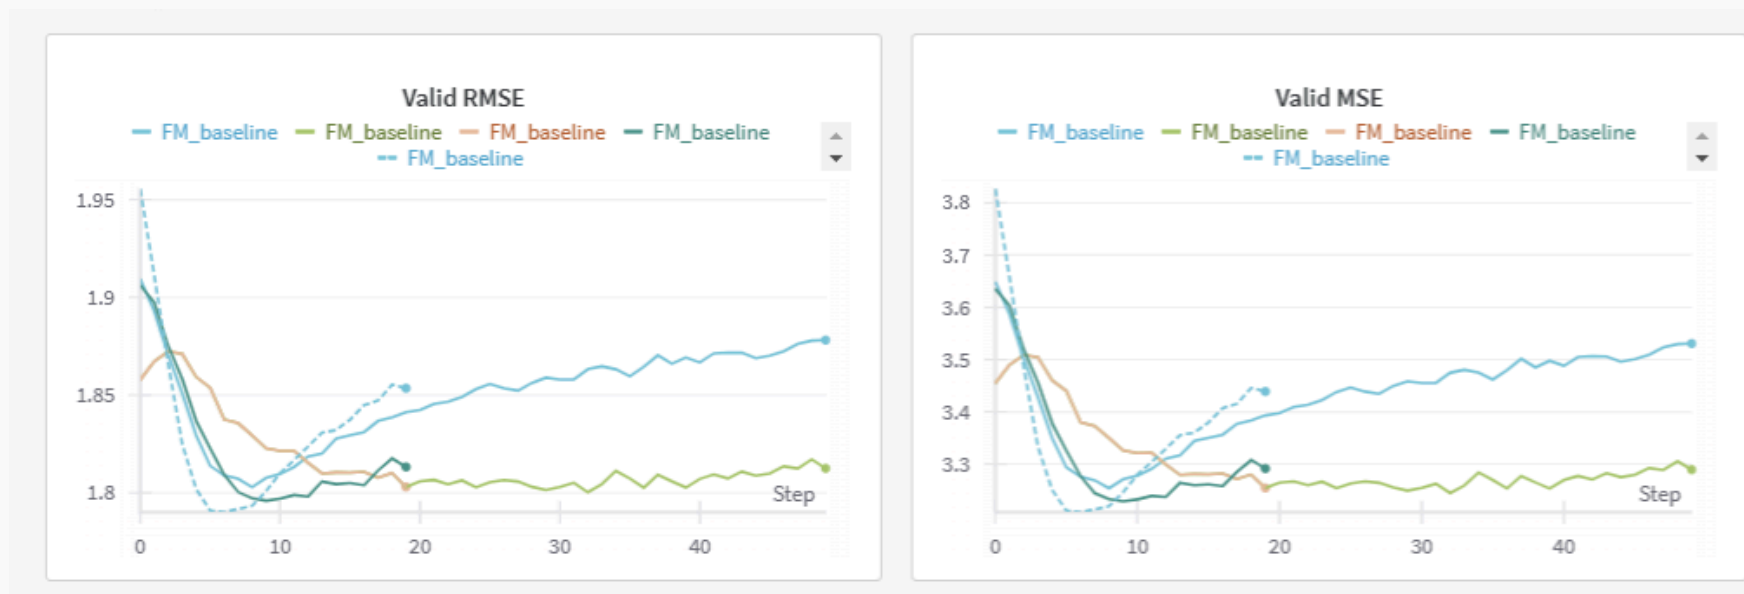 Valid RMSE
FM_baseline FM_baseline FM_baseline FM_baseline
FM_baseline
1.95
1.9
1.85
1.8
Step
0 10 20 30 40
Valid MSE
FM_baseline FM_baseline FM_baseline FM_baseline
FM_baseline
3.8
3.7
3.6
3.5
3.4
3.3
Step
0 10 20 30 40